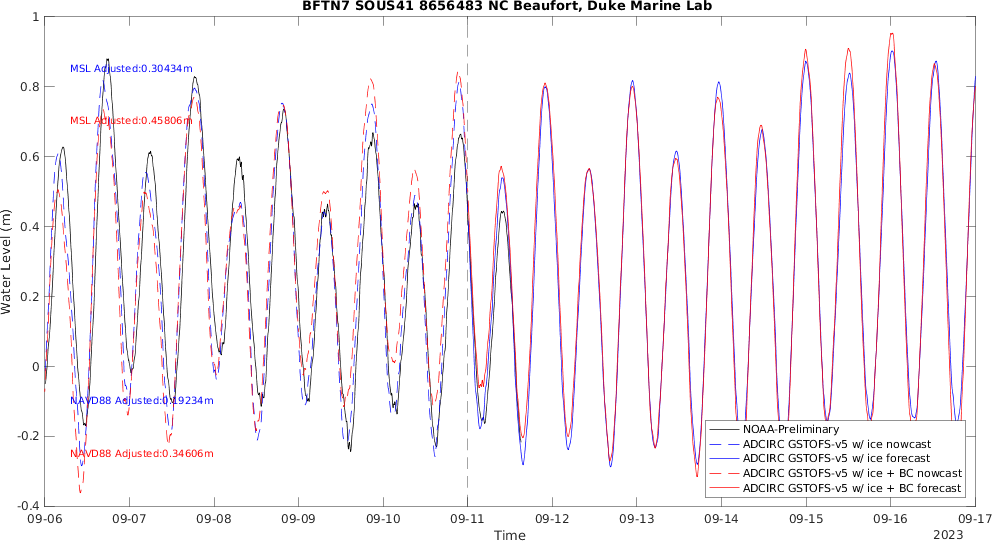 BFTN7 SOUS41 8656483 NC Beaufort, Duke Marine Lab
Water Level (m)
1
0.8
0.6
0.4
0.2
0
-0.2
-0.4
MSL Adjusted:0.30434m
MSL Adjusted:0.45806m
NAVD88 Adjusted:0.19234m
NAVD88 Adjusted:0.34606m
NOAA-Preliminary
ADCIRC GSTOFS-v5 w/ ice nowcast
ADCIRC GSTOFS-v5 w/ ice forecast
ADCIRC GSTOFS-v5 w/ ice + BC nowcast
ADCIRC GSTOFS-v5 w/ ice + BC forecast
09-06 09-07 09-08 09-09 09-10 09-11 09-12 09-13 09-14 09-15 09-16 09-17
Time
2023